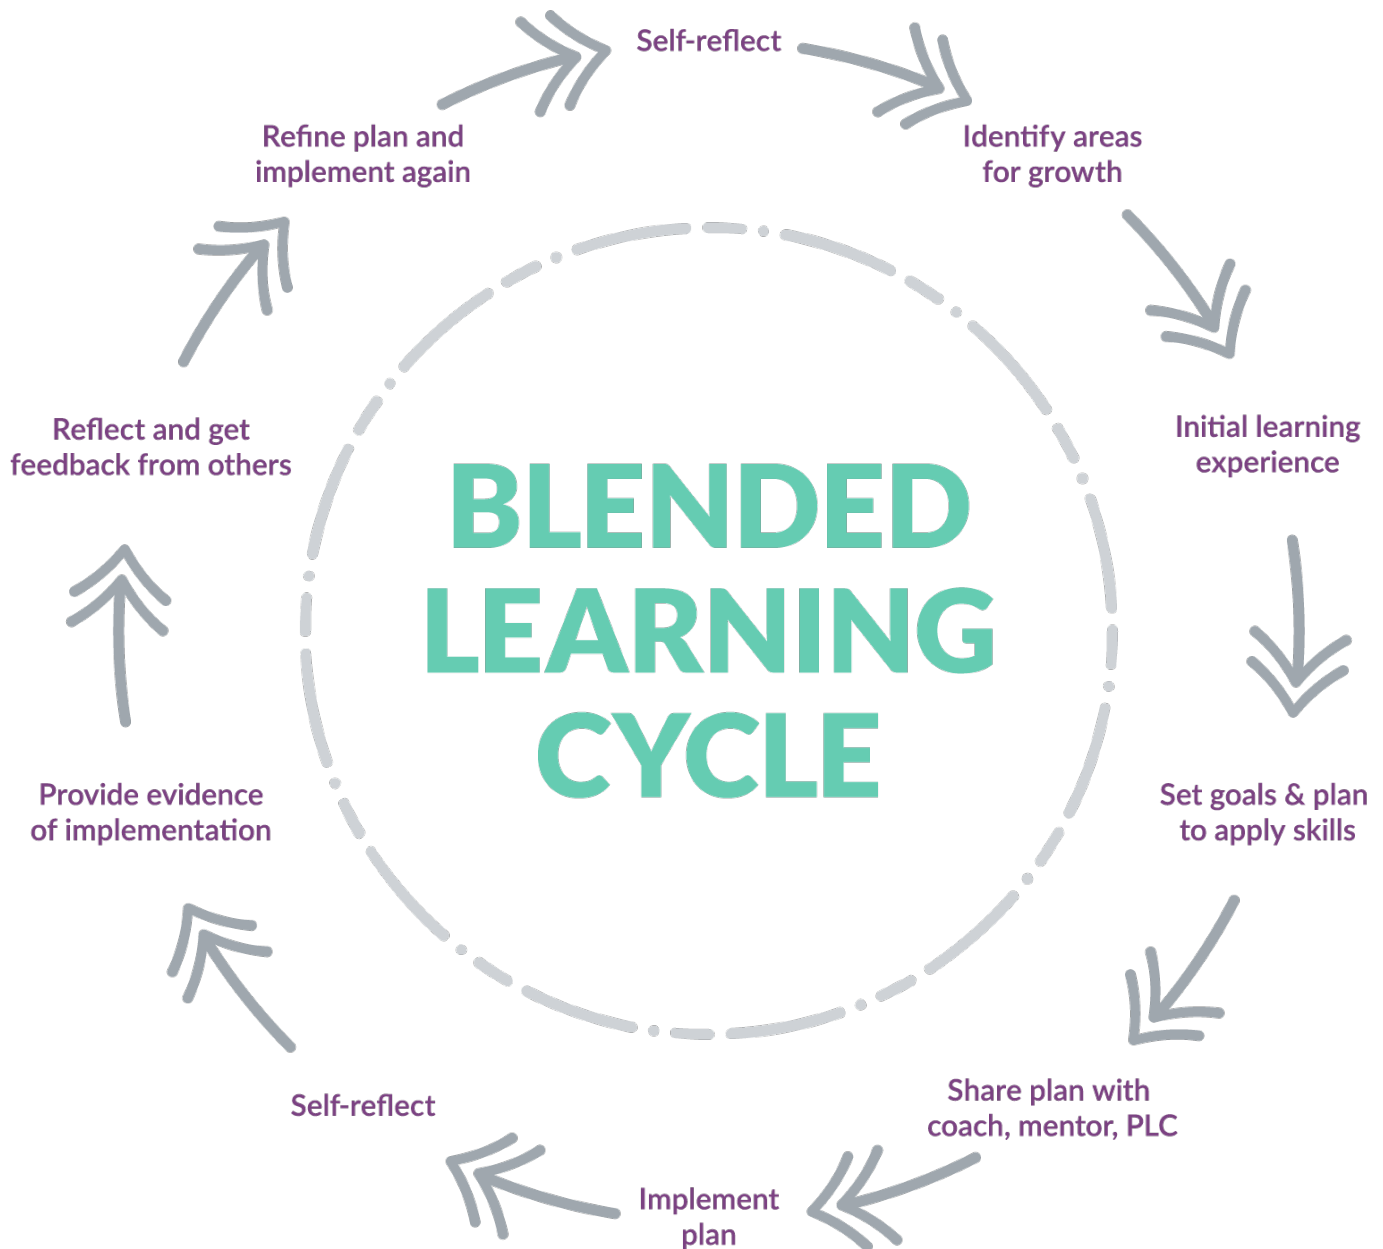 Self-reflect
Identify areas
for growth
Initial learning
experience
Set goals & plan
to apply skills
Share plan with
coach, mentor, PLC
Implement
plan
Self-reflect
Provide evidence
of implementation
Reflect and get
feedback from others
Refine plan and
implement again
BLENDED
LEARNING
CYCLE